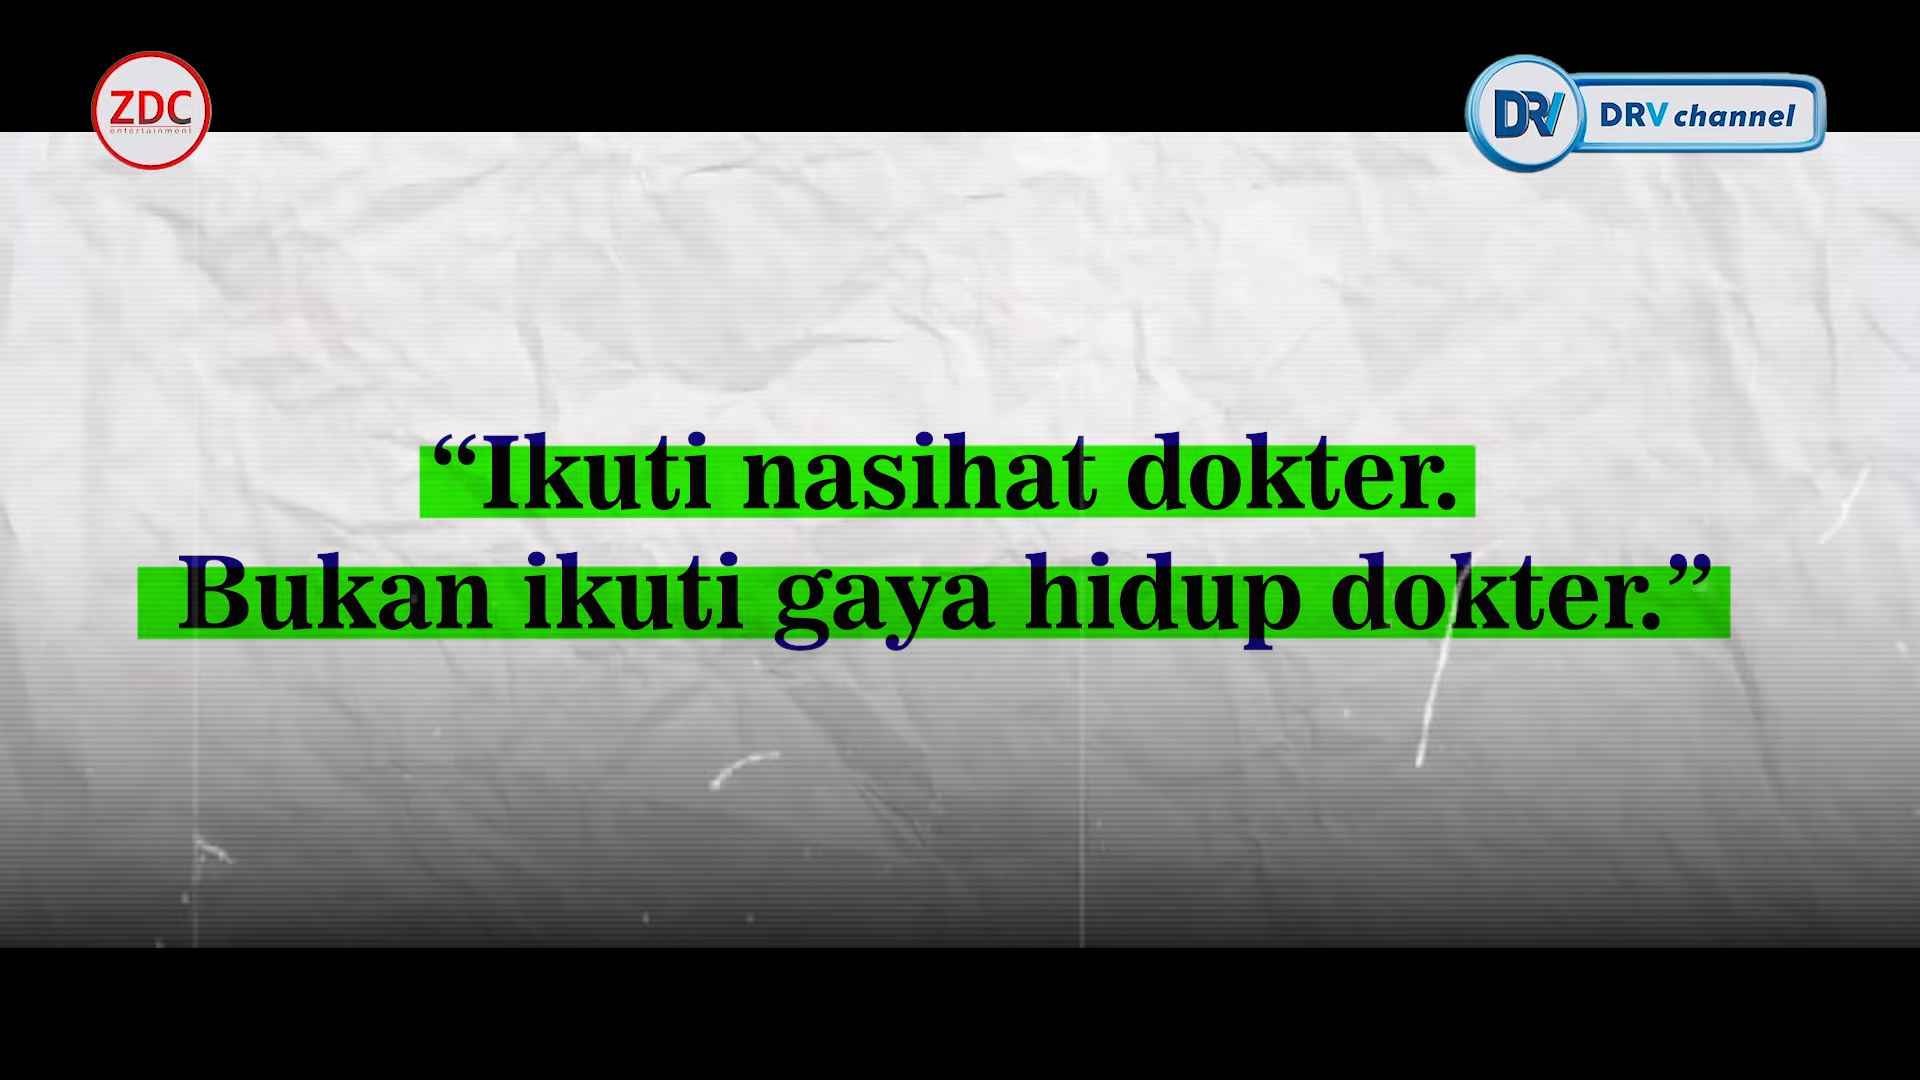 ZDC
entertainment
DRV
DRV channel
“Ikuti nasihat dokter.
Bukan ikuti gaya hidup dokter.”